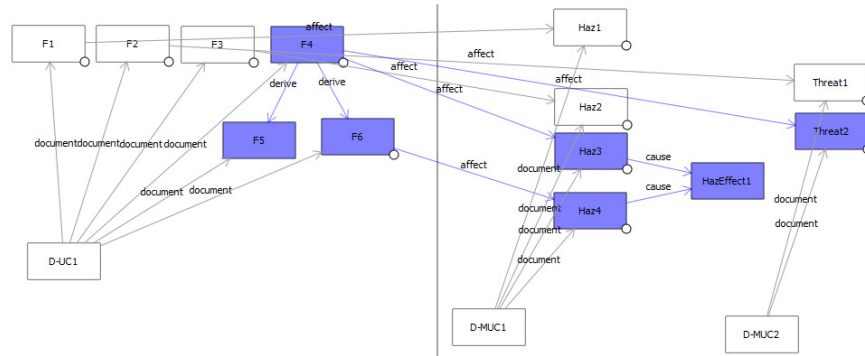 Haz1
F1
F2
F3
F4
affect
affect
affect
affect
Threat1
derive
derive
Haz2
F5
F6
Threat2
document
document
document
document
Haz3
cause
document
document
affect
document
HazEffect1
cause
Haz4
document
document
document
document
document
D-UC1
D-MUC1
D-MUC2